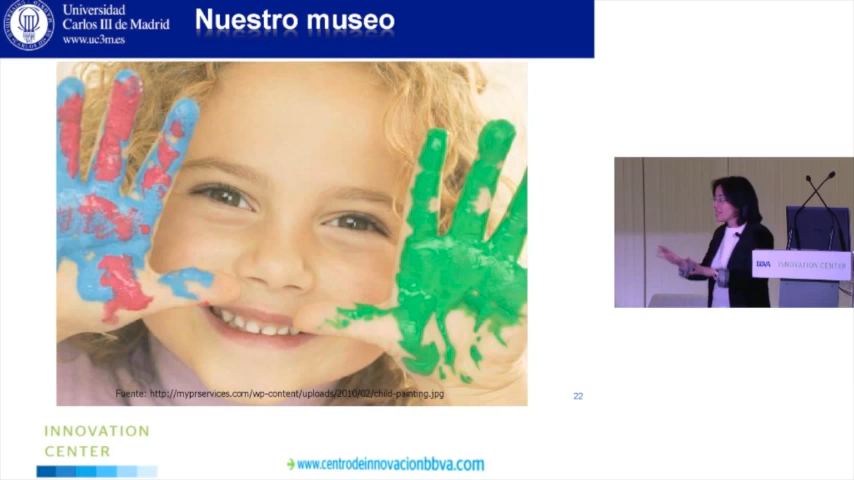 Universidad
Carlos III de Madrid
www.uc3m.es
Nuestro museo
BBVA INNOVATION CENTER
Fuente: http://myprservices.com/wp-content/uploads/2010/02/child-painting.jpg
22
INNOVATION
CENTER
www.centrodeinnovacionbbva.com